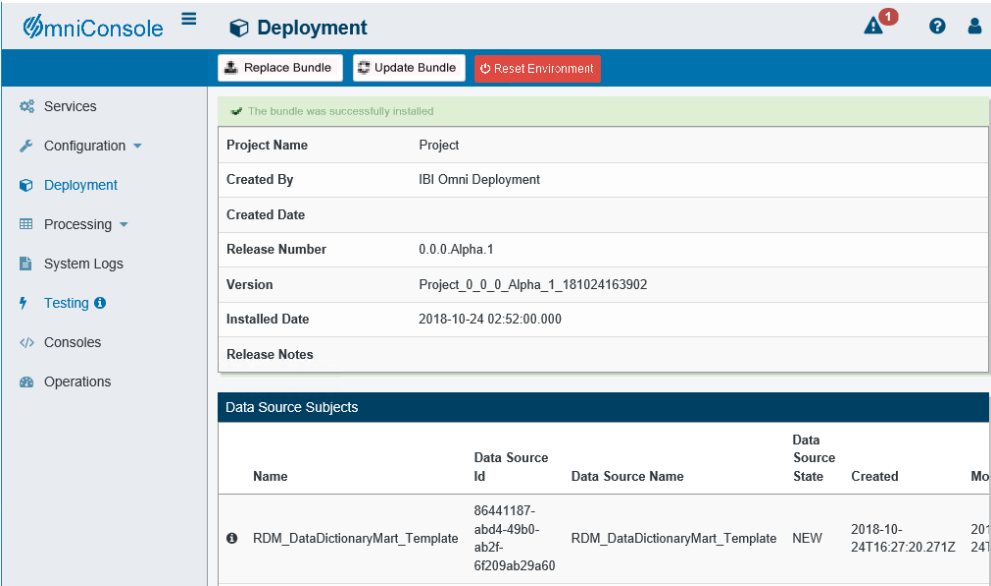 OmniConsole
Deployment
1
Replace Bundle
Update Bundle
Reset Environment
Services
Configuration
Deployment
Processing
System Logs
Testing
Consoles
Operations
The bundle was successfully installed
Project Name Project
Created By IBI Omni Deployment
Created Date
Release Number 0.0.0.Alpha.1
Version Project_0_0_0_Alpha_1_181024163902
Installed Date 2018-10-24 02:52:00.000
Release Notes
Data Source Subjects
Name
Data Source
Id
Data Source Name
Data
Source
State
Created
Mo
RDM_DataDictionaryMart_Template
86441187-
abd4-49b0-
ab2f-
6f209ab29a60
RDM_DataDictionaryMart_Template
NEW
2018-10-
24T16:27:20.271Z
201
24T